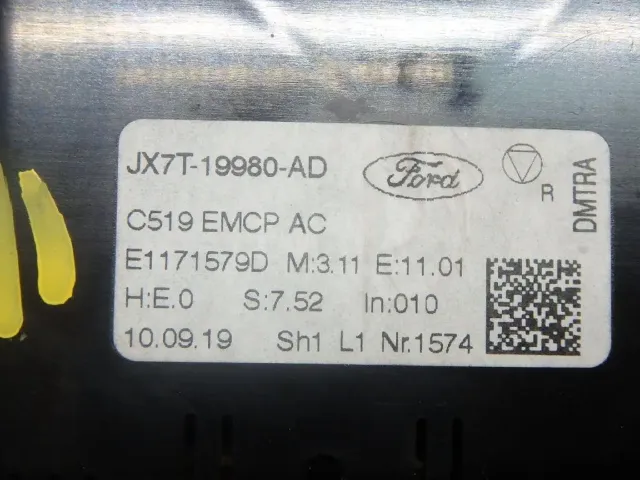 JX7T-19980-AD
Ford
R
DMTRA
C519 EMCP AC
E1171579D M:3.11 E:11.01
H:E.0 S:7.52 In:010
10.09.19 Sh1 L1 Nr.1574